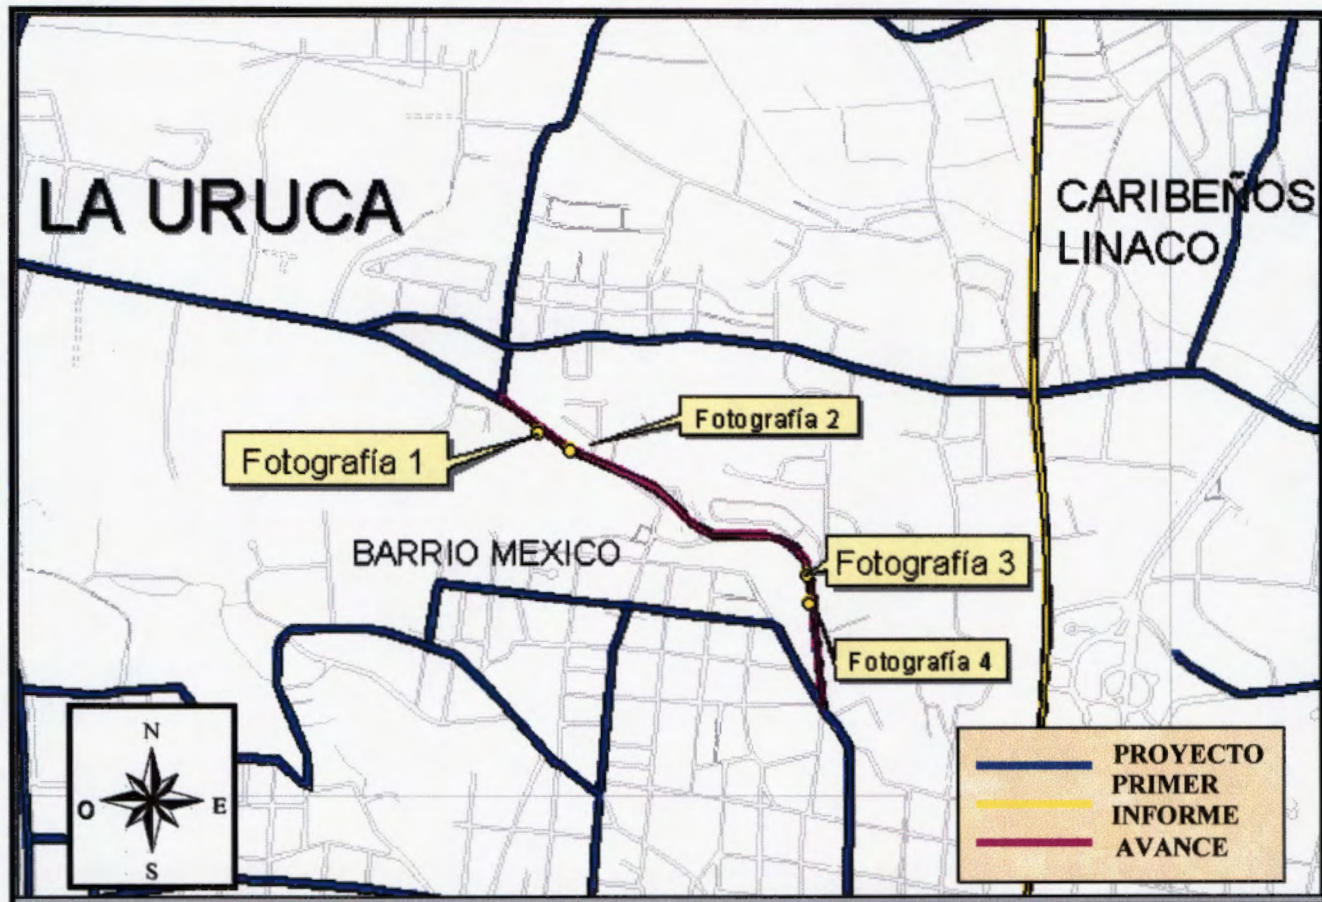 LA URUCA
CARIBEÑOS
LINACO
Fotografía 2
Fotografía 1
BARRIO MEXICO
Fotografía 3
Fotografía 4
N
O
E
S
PROYECTO
PRIMER
INFORME
AVANCE